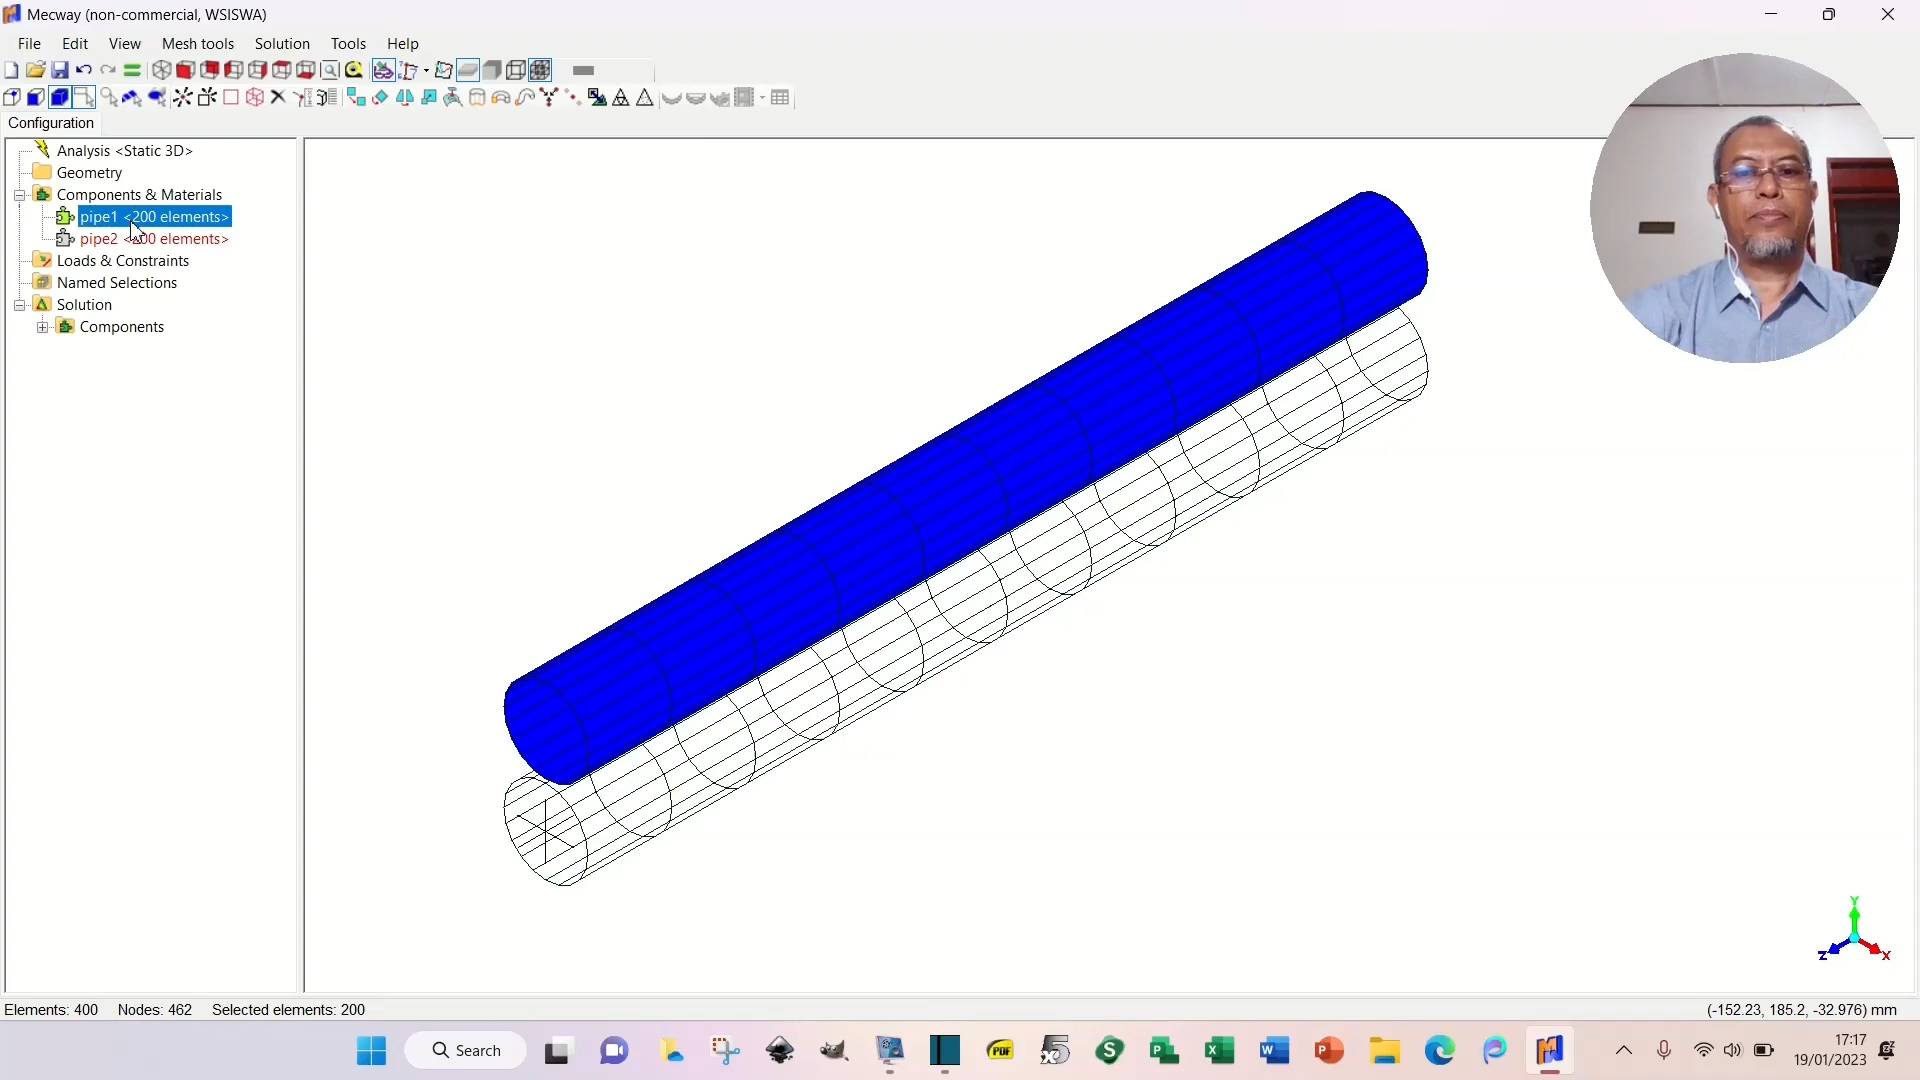 Mecway (non-commercial, WSISWA)
File Edit View Mesh tools Solution Tools Help
Configuration
Analysis <Static 3D>
Geometry
Components & Materials
pipe1 <200 elements>
pipe2 <200 elements>
Loads & Constraints
Named Selections
Solution
Components
Y
Z
X
Elements: 400 Nodes: 462 Selected elements: 200
(-152.23, 185.2, -32.976) mm
Search
17:17
19/01/2023